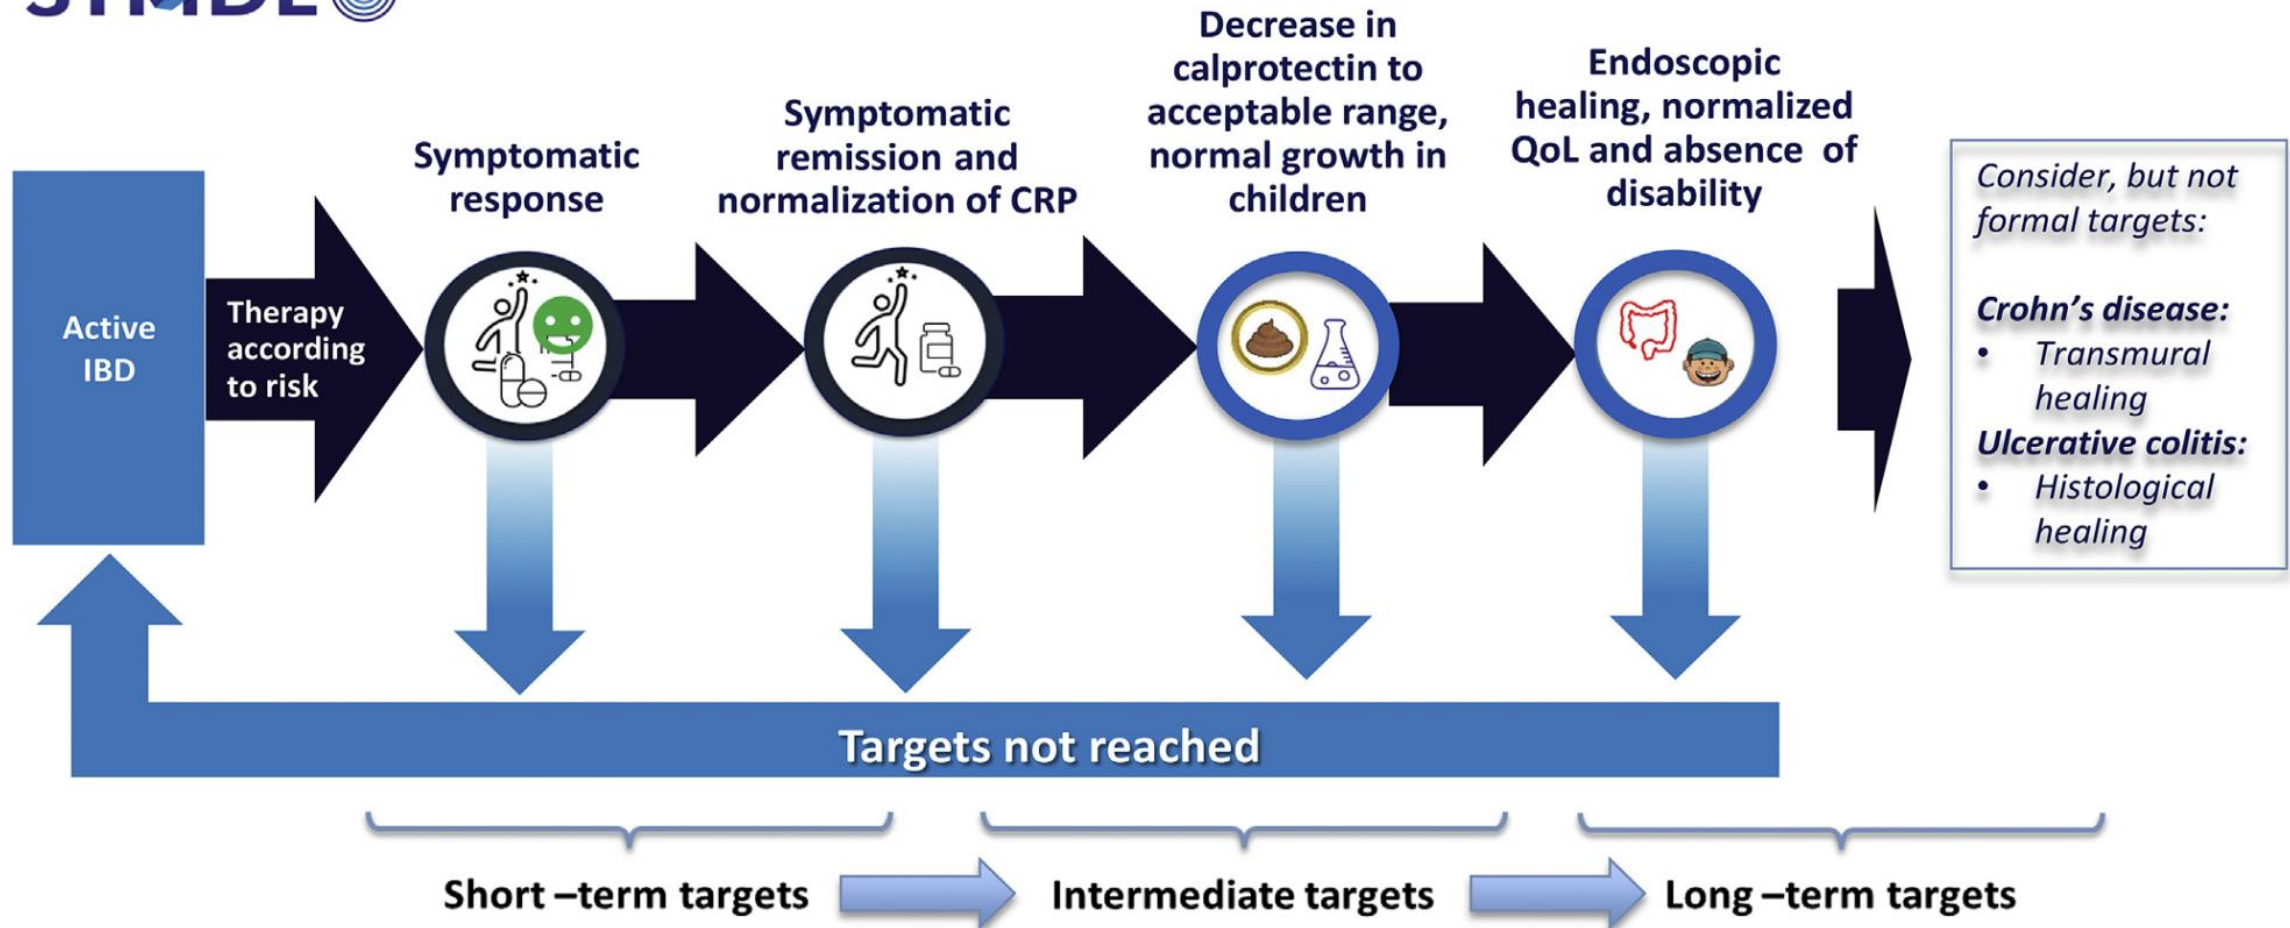 Decrease in
calprotectin to
acceptable range,
normal growth in
children
Endoscopic
healing, normalized
QoL and absence of
disability
Symptomatic
remission and
normalization of CRP
Symptomatic
response
Active
IBD
Therapy
according
to risk
Consider, but not
formal targets:
Crohn's disease:
• Transmural
healing
Ulcerative colitis:
• Histological
healing
Targets not reached
Short –term targets
Intermediate targets
Long –term targets